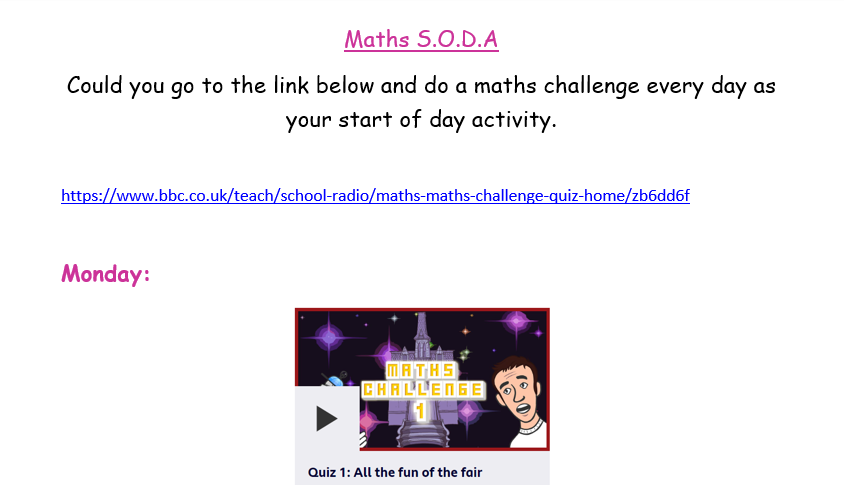 Maths S.O.D.A
Could you go to the link below and do a maths challenge every day as
your start of day activity.
https://www.bbc.co.uk/teach/school-radio/maths-maths-challenge-quiz-home/zb6dd6f
Monday:
MATHS
CHALLENGE
1
Quiz 1: All the fun of the fair